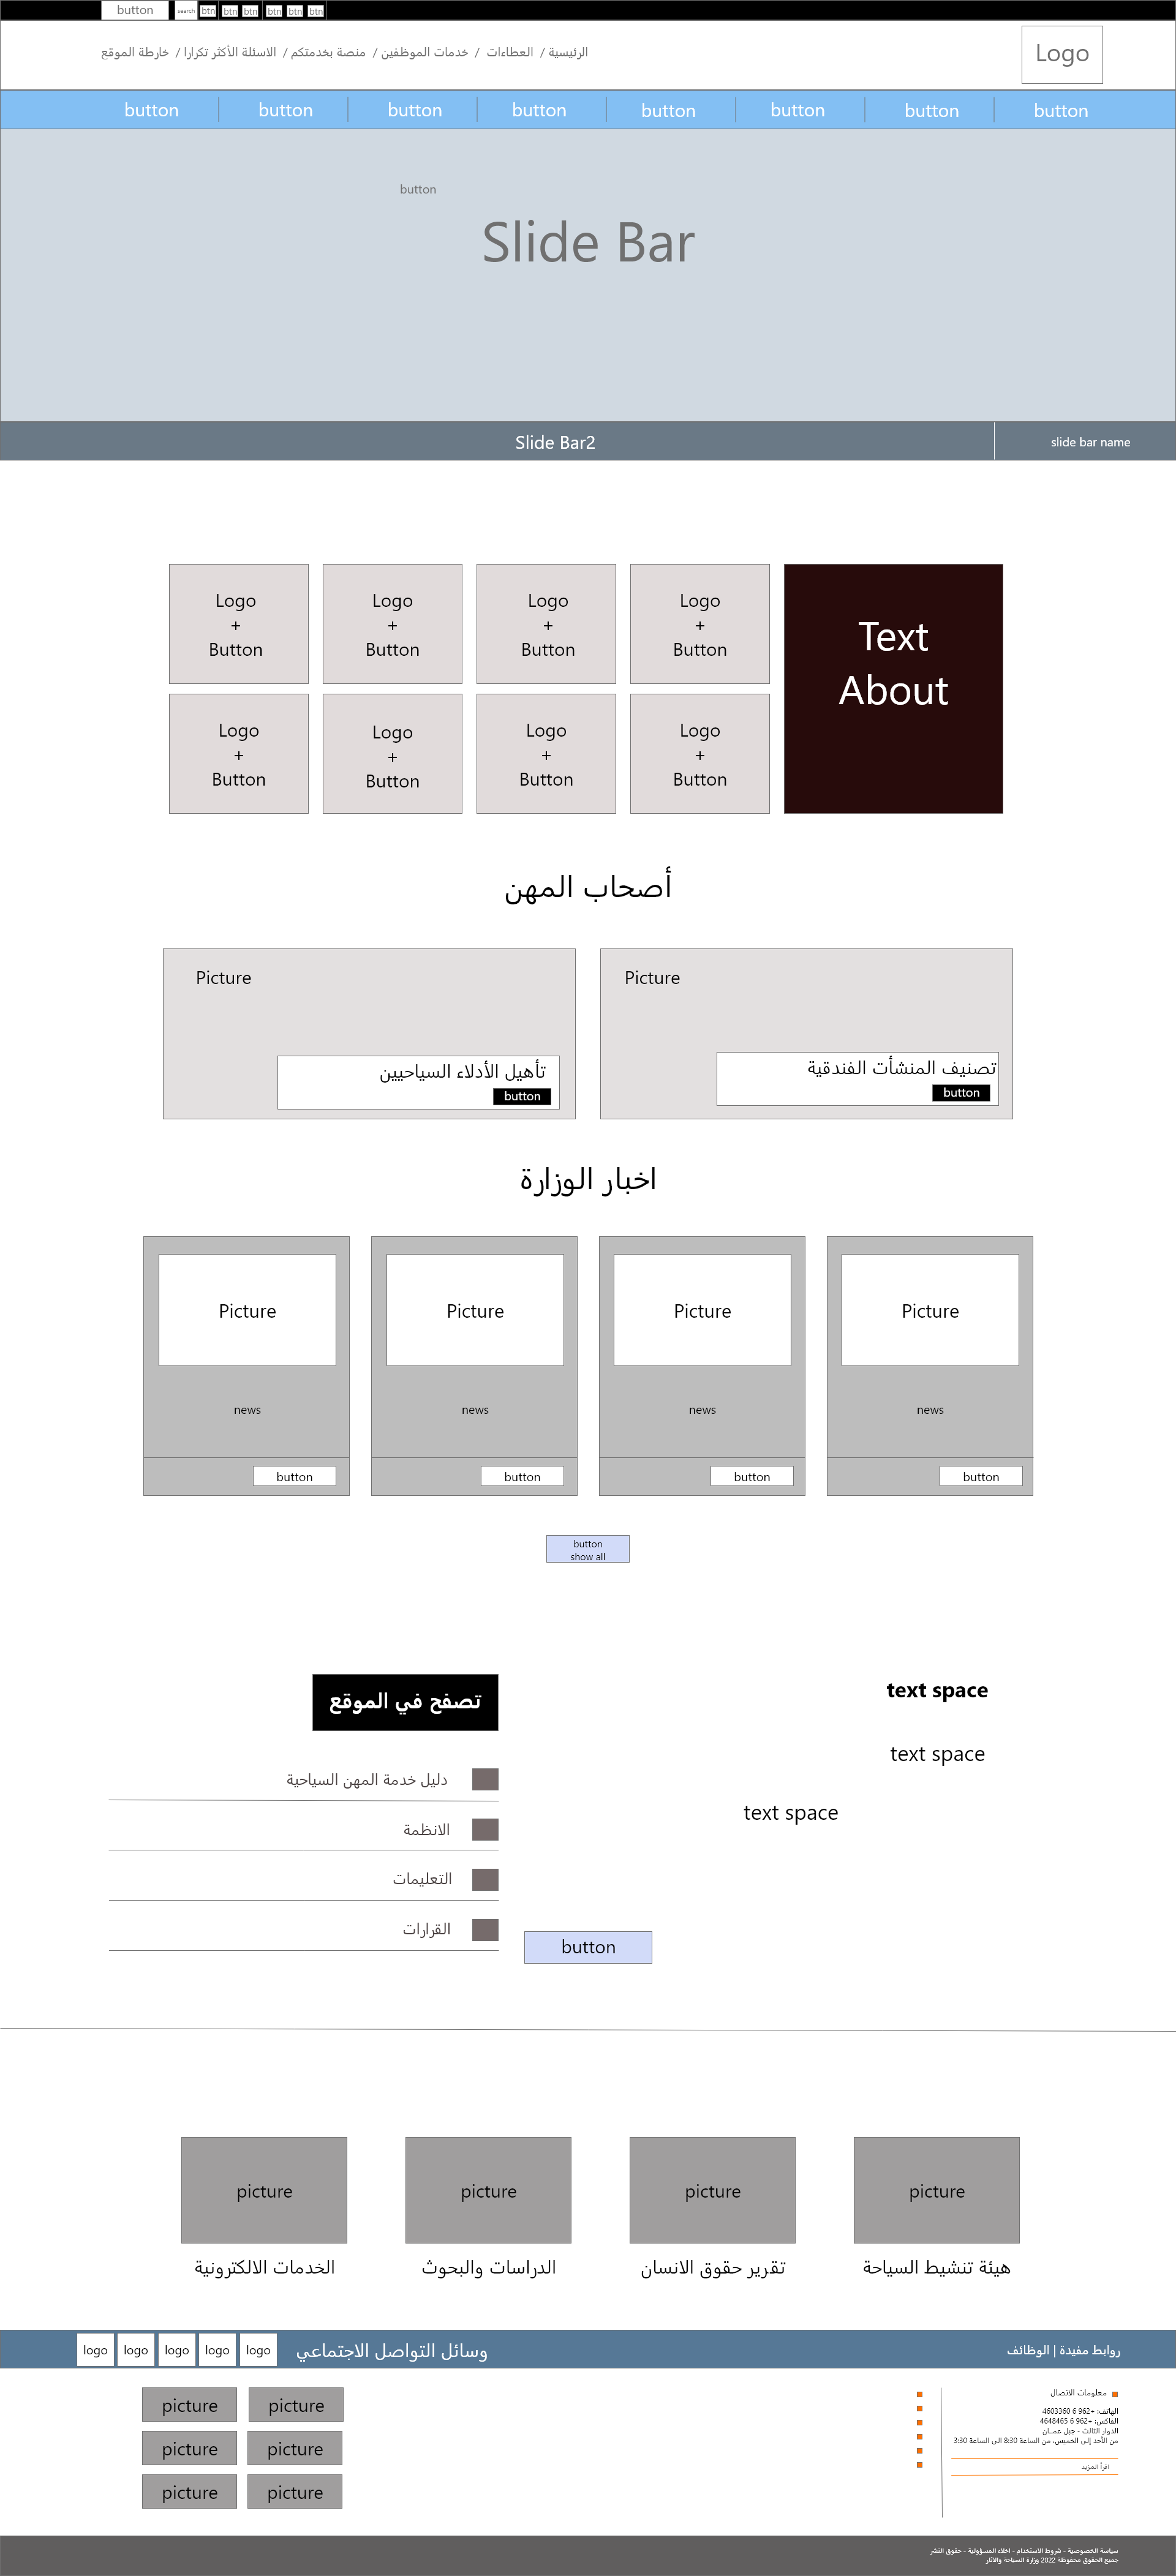 button
search
btn
btn
btn
btn
btn
btn
الرئيسية / العطاءات / خدمات الموظفين / منصة بخدمتكم / الاسئلة الأكثر تكرارا / خارطة الموقع
Logo
button
button
button
button
button
button
button
button
button
Slide Bar
Slide Bar2
slide bar name
Logo
+
Button
Logo
+
Button
Logo
+
Button
Logo
+
Button
Text
About
Logo
+
Button
Logo
+
Button
Logo
+
Button
Logo
+
Button
أصحاب المهن
Picture
تصنيف المنشأت الفندقية
button
Picture
تأهيل الأدلاء السياحيين
button
اخبار الوزارة
Picture
Picture
Picture
Picture
news
news
news
news
button
button
button
button
button
show all
text space
text space
text space
button
تصفح في الموقع
دليل خدمة المهن السياحية
الانظمة
التعليمات
القرارات
picture
picture
picture
picture
هيئة تنشيط السياحة
تقرير حقوق الانسان
الدراسات والبحوث
الخدمات الالكترونية
روابط مفيدة | الوظائف
وسائل التواصل الاجتماعي
logo
logo
logo
logo
logo
معلومات الاتصال
الهاتف: +962 6 4603360
الفاكس: +962 6 4648465
الدوار الثالث - جبل عمـان
من الأحد إلى الخميس، من الساعة 8:30 الى الساعة 3:30
اقرأ المزيد
picture
picture
picture
picture
picture
picture
سياسة الخصوصية - شروط الاستخدام - اخلاء المسؤولية - حقوق النشر
جميع الحقوق محفوظة 2022 وزارة السياحة والاثار